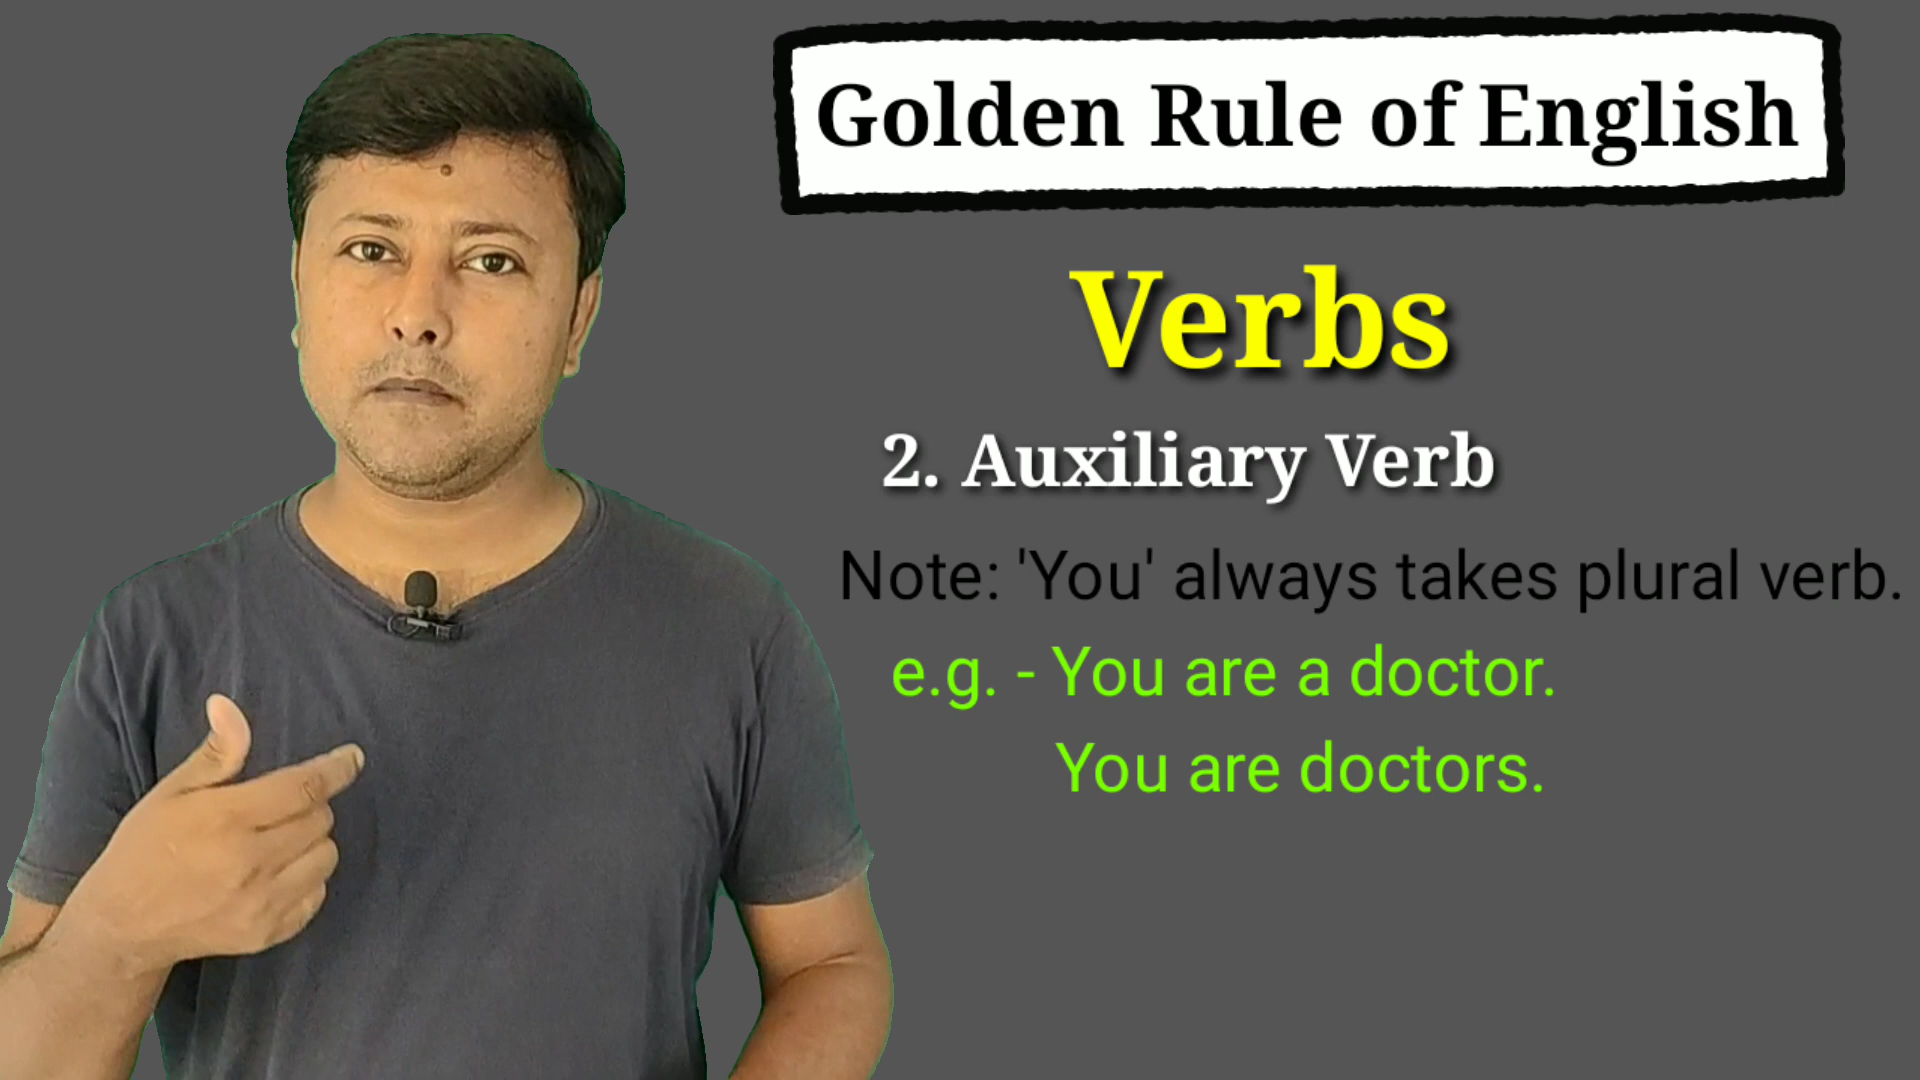 Golden Rule of English
Verbs
2. Auxiliary Verb
Note: 'You' always takes plural verb.
e.g. - You are a doctor.
You are doctors.